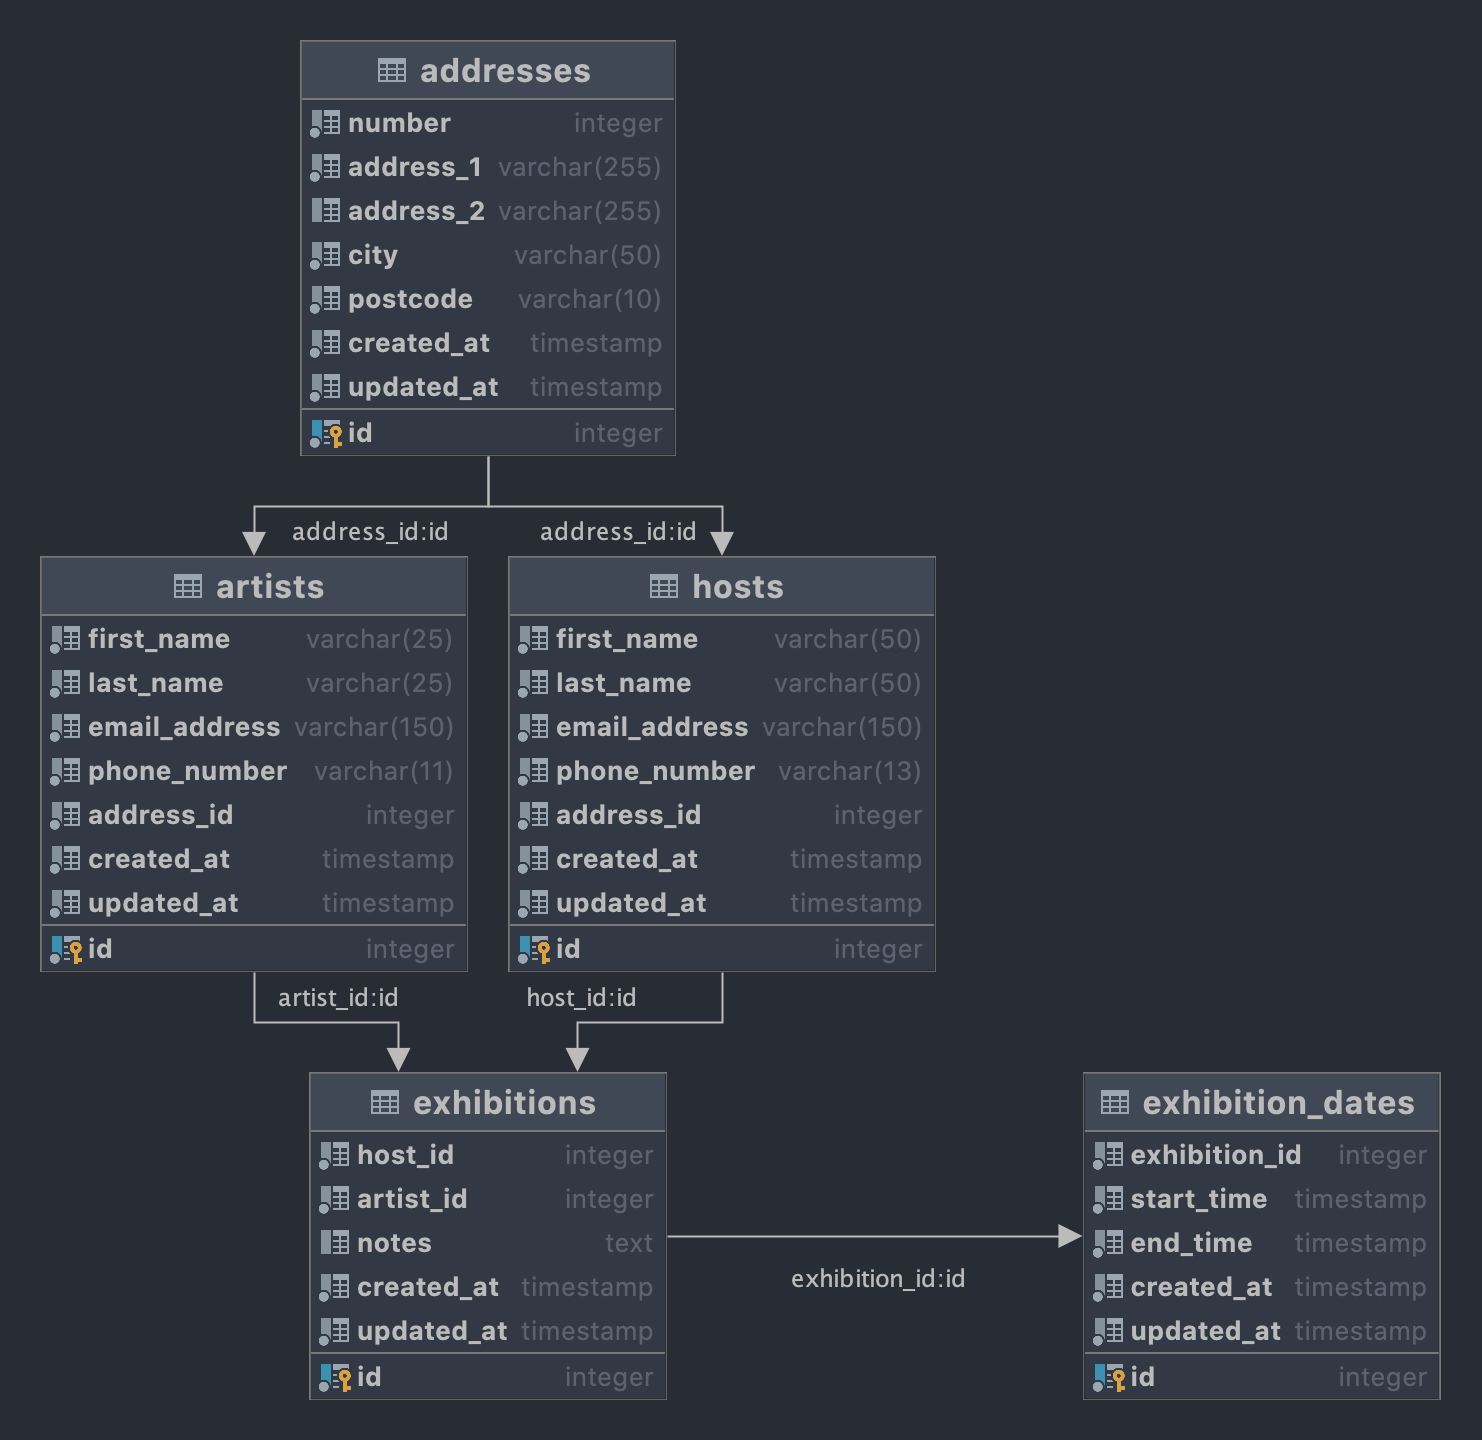 addresses
number integer
address_1 varchar(255)
address_2 varchar(255)
city varchar(50)
postcode varchar(10)
created_at timestamp
updated_at timestamp
id integer
address_id:id
address_id:id
artists
first_name varchar(25)
last_name varchar(25)
email_address varchar(150)
phone_number varchar(11)
address_id integer
created_at timestamp
updated_at timestamp
id integer
hosts
first_name varchar(50)
last_name varchar(50)
email_address varchar(150)
phone_number varchar(13)
address_id integer
created_at timestamp
updated_at timestamp
id integer
artist_id:id
host_id:id
exhibitions
host_id integer
artist_id integer
notes text
created_at timestamp
updated_at timestamp
id integer
exhibition_id:id
exhibition_dates
exhibition_id integer
start_time timestamp
end_time timestamp
created_at timestamp
updated_at timestamp
id integer